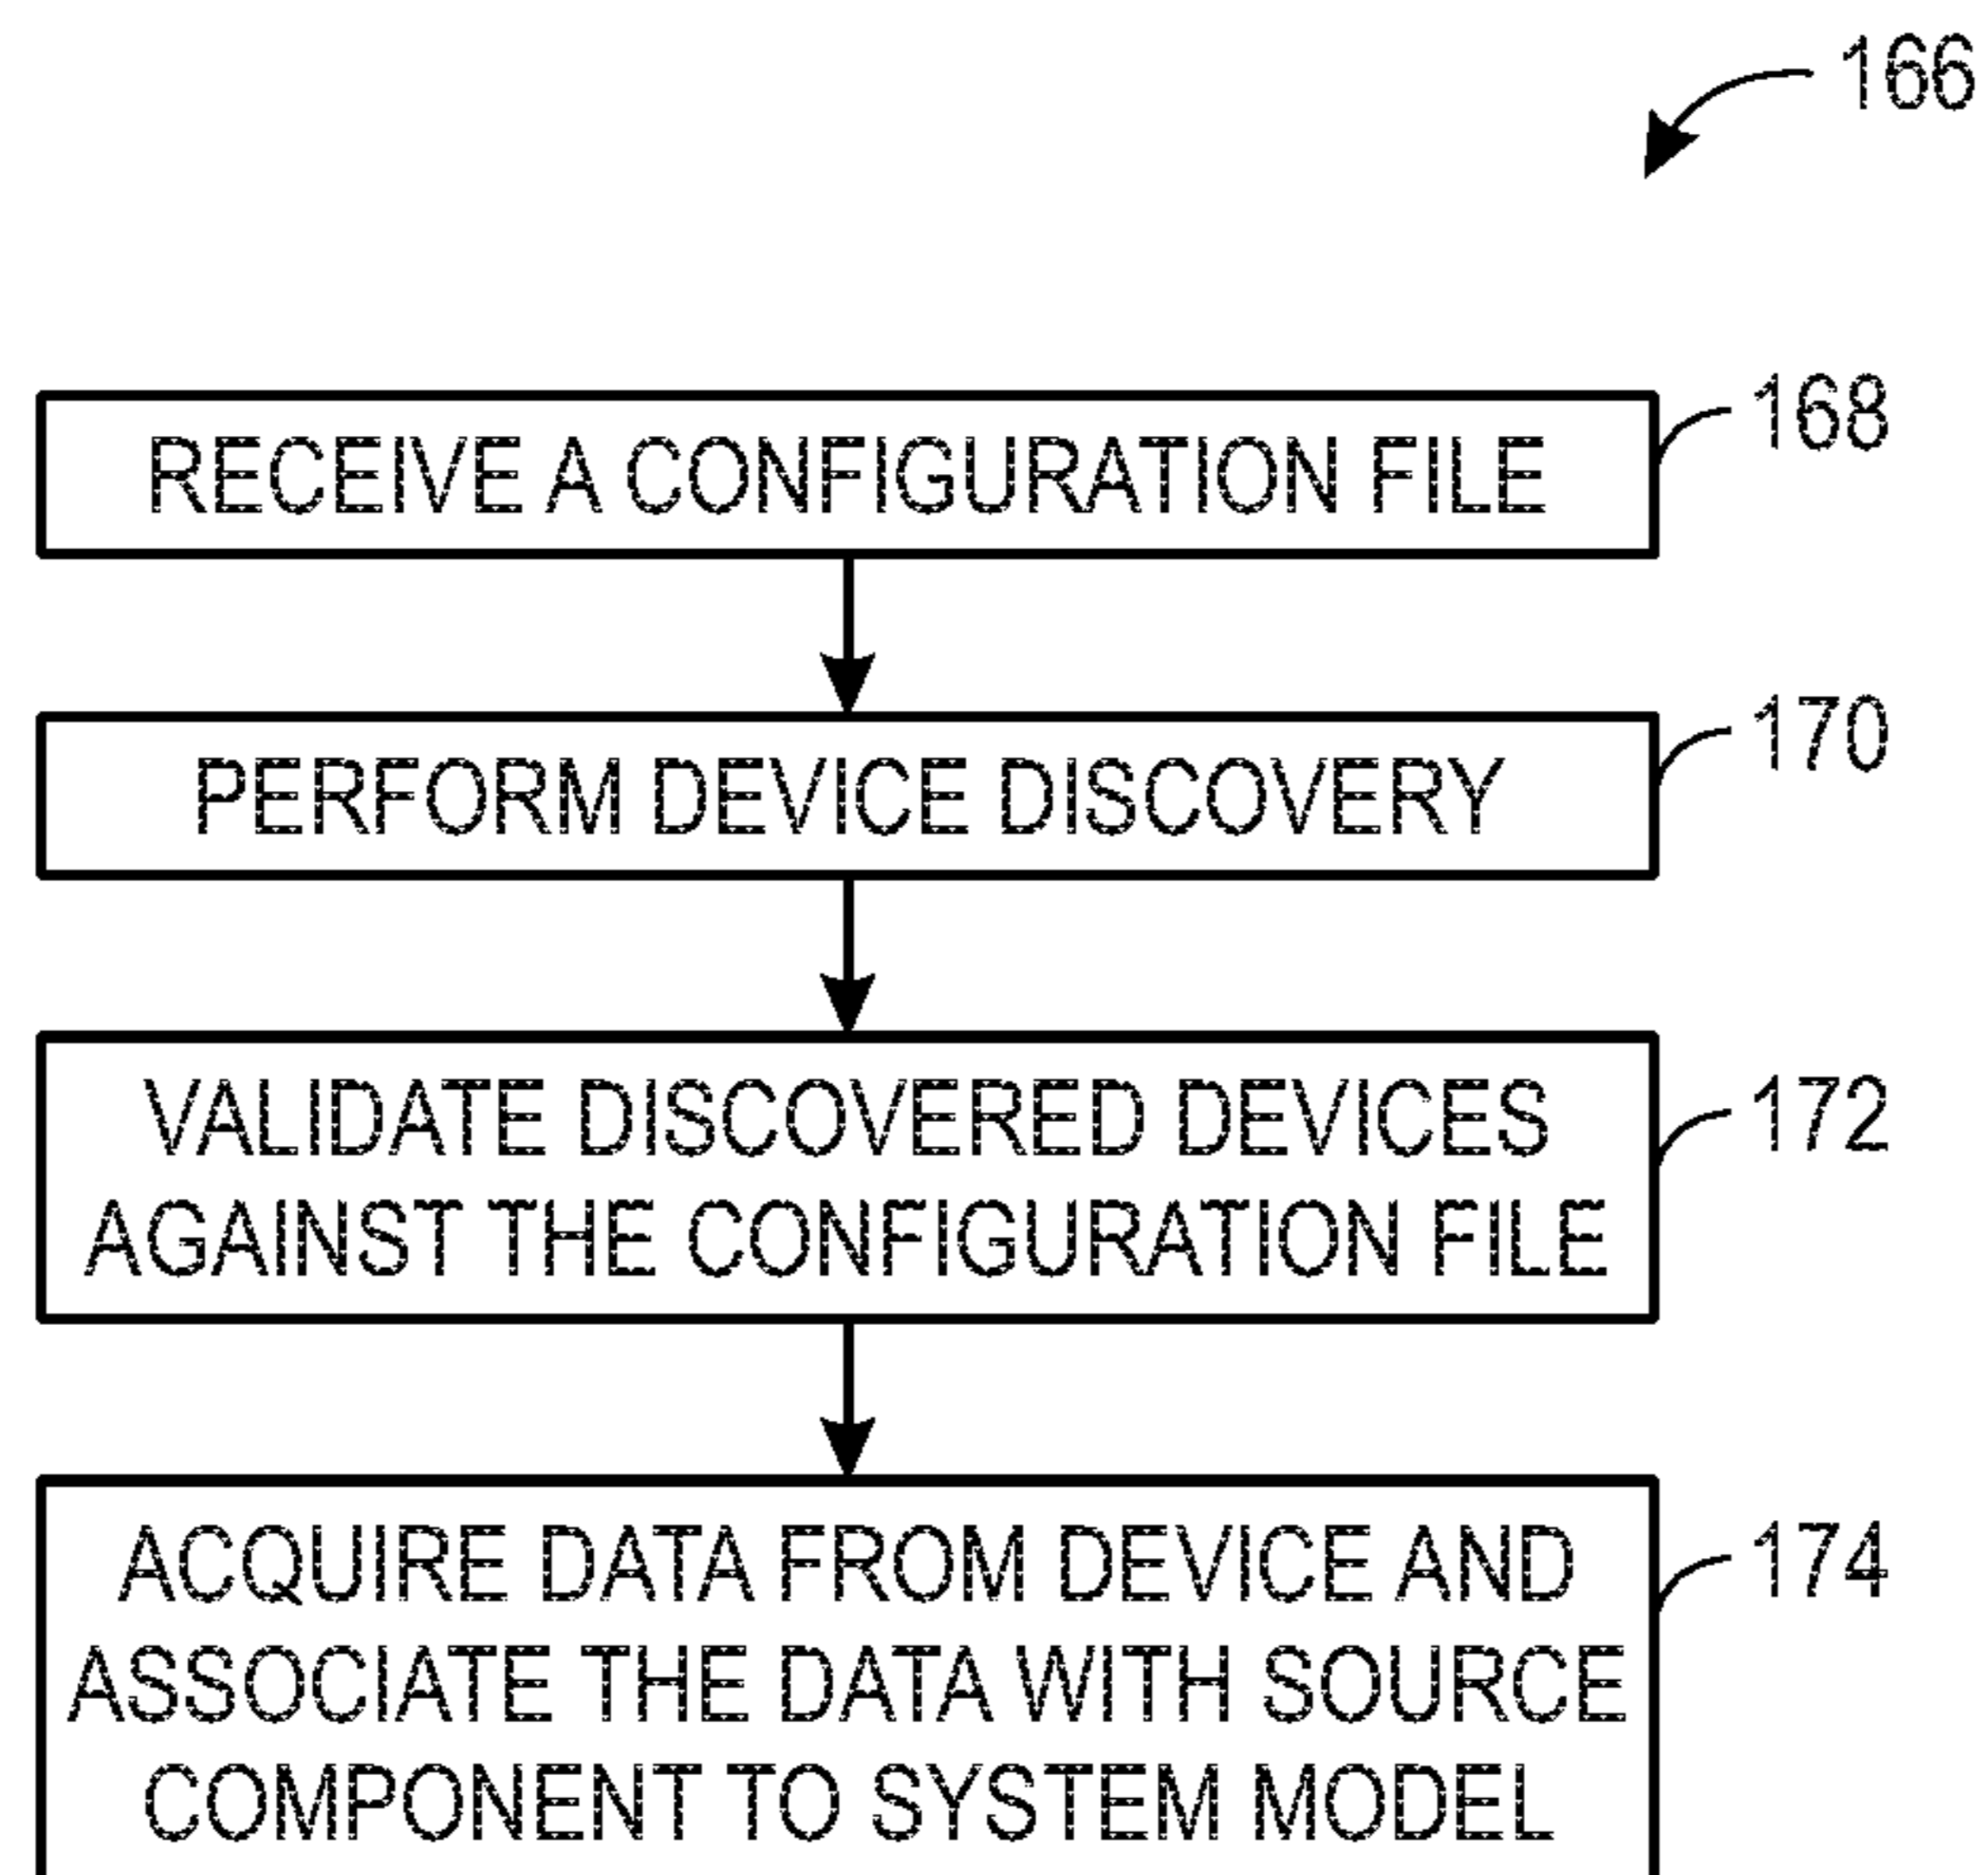 166
RECEIVE A CONFIGURATION FILE
168
PERFORM DEVICE DISCOVERY
170
VALIDATE DISCOVERED DEVICES
AGAINST THE CONFIGURATION FILE
172
ACQUIRE DATA FROM DEVICE AND
ASSOCIATE THE DATA WITH SOURCE
COMPONENT TO SYSTEM MODEL
174